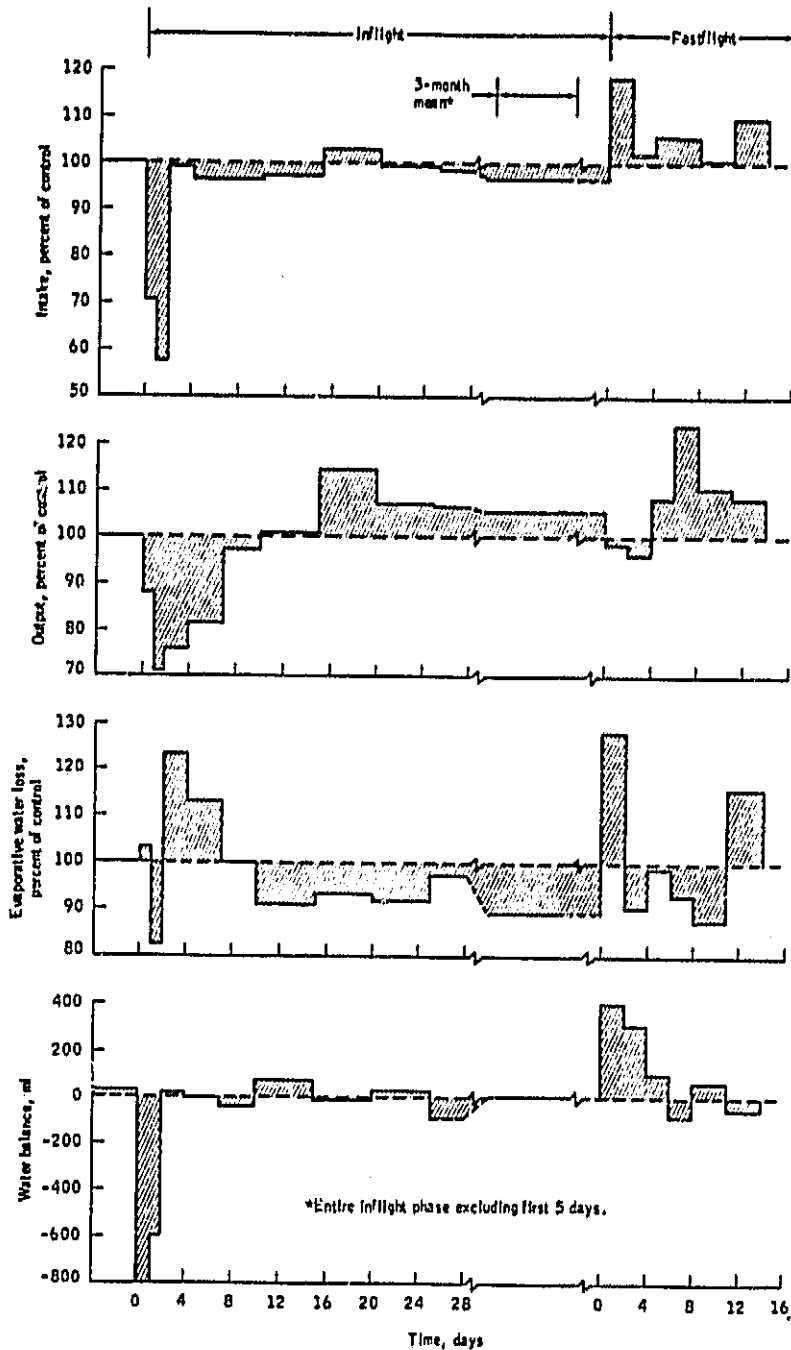 Inflight
Fastflight
3-month
mean*
120
110
100
90
80
70
60
50
Intake, percent of control
120
110
100
90
80
70
Output, percent of control
130
120
110
100
90
80
Evaporative water loss,
percent of control
400
200
0
-200
-400
-600
-800
Water balance, ml
*Entire inflight phase excluding first 5 days.
0 4 8 12 16 20 24 28 0 4 8 12 16
Time, days